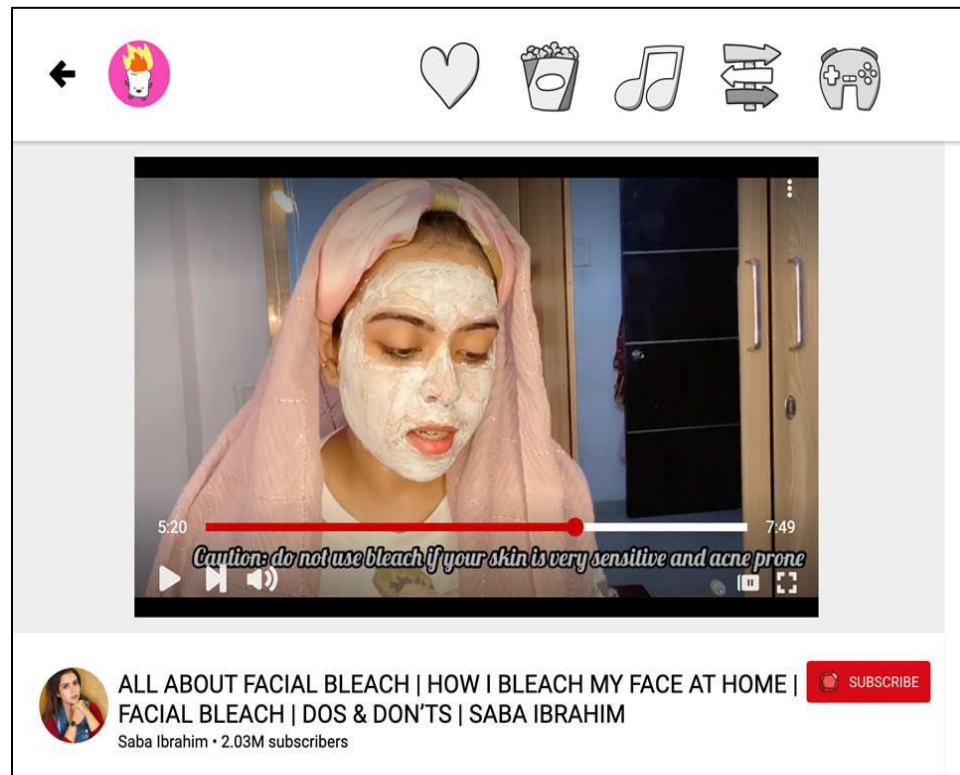 5:20
7:49
Caution: do not use bleach if your skin is very sensitive and acne prone
ALL ABOUT FACIAL BLEACH | HOW I BLEACH MY FACE AT HOME |
FACIAL BLEACH | DOS & DON'TS | SABA IBRAHIM
SUBSCRIBE
Saba Ibrahim • 2.03M subscribers